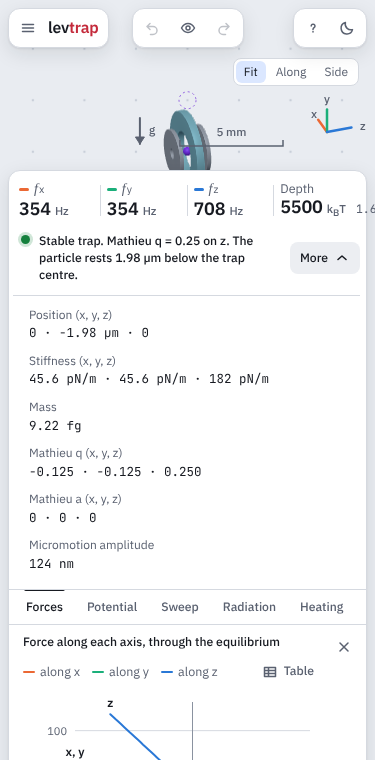 levtrap
?
Fit Along Side
y
x
z
g
5 mm
fx fy fz Depth
354 Hz 354 Hz 708 Hz 5500 kBT
Stable trap. Mathieu q = 0.25 on z. The
particle rests 1.98 µm below the trap
centre.
More
Position (x, y, z)
0 · -1.98 µm · 0
Stiffness (x, y, z)
45.6 pN/m · 45.6 pN/m · 182 pN/m
Mass
9.22 fg
Mathieu q (x, y, z)
-0.125 · -0.125 · 0.250
Mathieu a (x, y, z)
0 · 0 · 0
Micromotion amplitude
124 nm
Forces Potential Sweep Radiation Heating
Force along each axis, through the equilibrium
along x along y along z Table
z
100
x, y